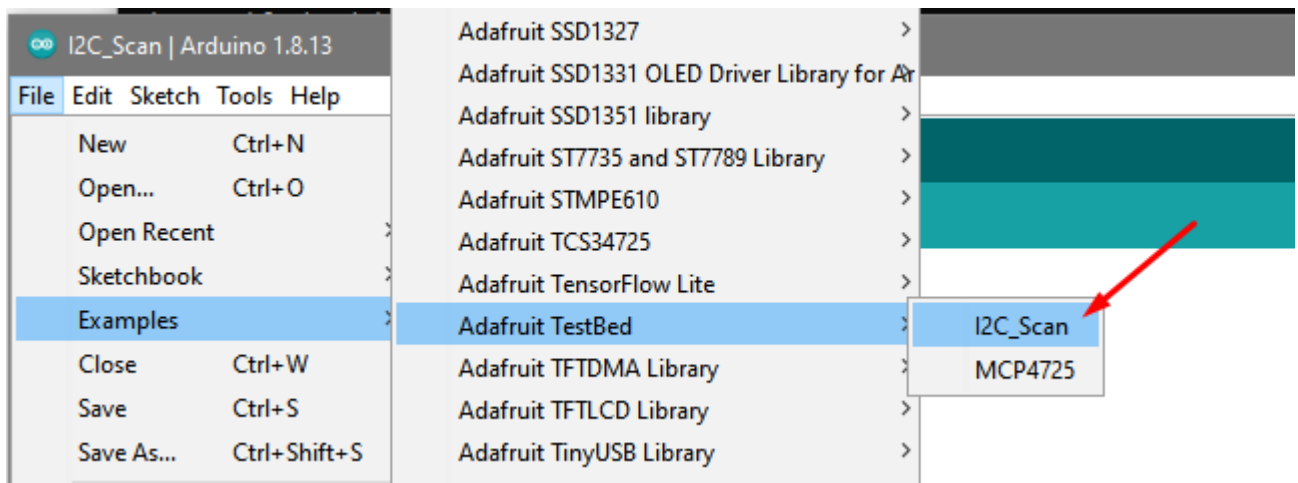 I2C_Scan | Arduino 1.8.13
File Edit Sketch Tools Help
New Ctrl+N
Open... Ctrl+O
Open Recent
Sketchbook
Examples
Close Ctrl+W
Save Ctrl+S
Save As... Ctrl+Shift+S
Adafruit SSD1327
Adafruit SSD1331 OLED Driver Library for Ar
Adafruit SSD1351 library
Adafruit ST7735 and ST7789 Library
Adafruit STMPE610
Adafruit TCS34725
Adafruit TensorFlow Lite
Adafruit TestBed
Adafruit TFTDMA Library
Adafruit TFTLCD Library
Adafruit TinyUSB Library
I2C_Scan
MCP4725